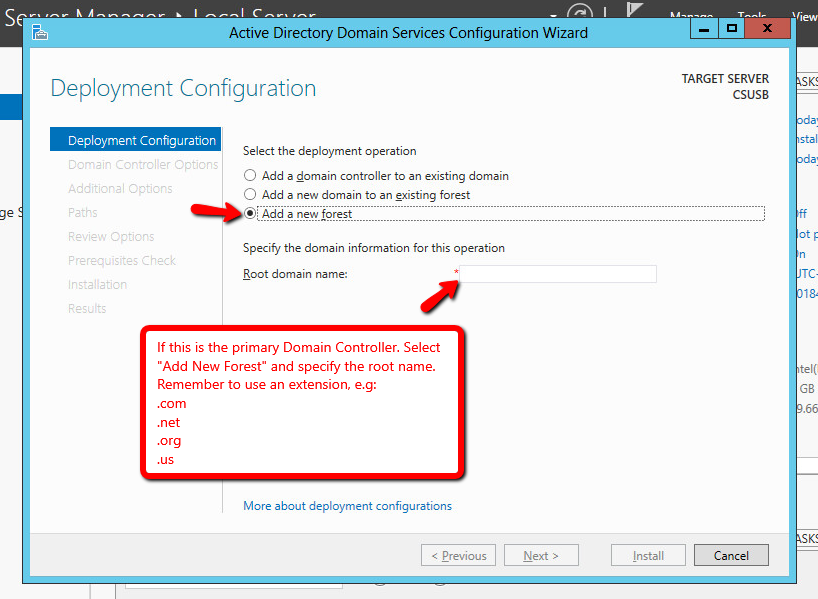 Server Manager ‣ Local Server
Manage Tools View
Active Directory Domain Services Configuration Wizard
Deployment Configuration
TARGET SERVER
CSUSB
Deployment Configuration
Domain Controller Options
Additional Options
Paths
Review Options
Prerequisites Check
Installation
Results
Select the deployment operation
Add a domain controller to an existing domain
Add a new domain to an existing forest
Add a new forest
Specify the domain information for this operation
Root domain name:
*
If this is the primary Domain Controller. Select
"Add New Forest" and specify the root name.
Remember to use an extension, e.g:
.com
.net
.org
.us
More about deployment configurations
< Previous
Next >
Install
Cancel